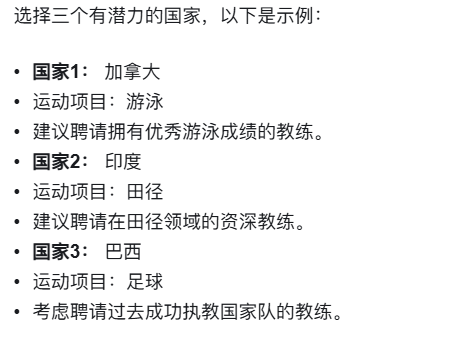 选择三个有潜力的国家，以下是示例：
• 国家1： 加拿大
• 运动项目：游泳
• 建议聘请拥有优秀游泳成绩的教练。
• 国家2： 印度
• 运动项目：田径
• 建议聘请在田径领域的资深教练。
• 国家3： 巴西
• 运动项目：足球
• 考虑聘请过去成功执教国家队的教练。